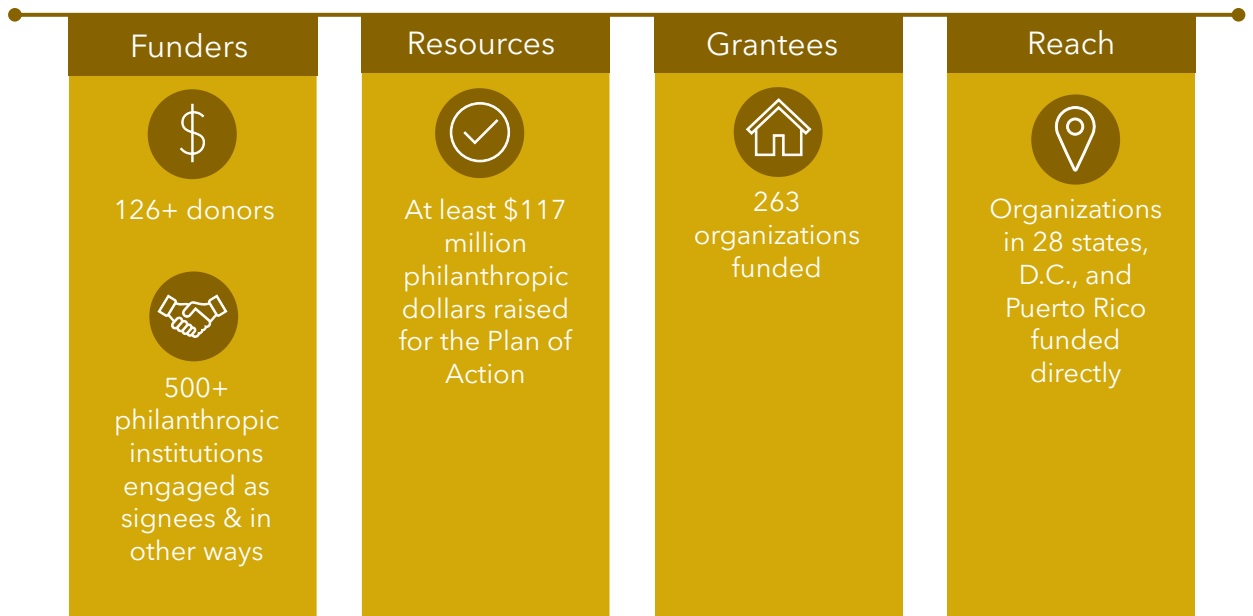 Funders
$
126+ donors
500+
philanthropic
institutions
engaged as
signees & in
other ways
Resources
At least $117
million
philanthropic
dollars raised
for the Plan of
Action
Grantees
263
organizations
funded
Reach
Organizations
in 28 states,
D.C., and
Puerto Rico
funded
directly